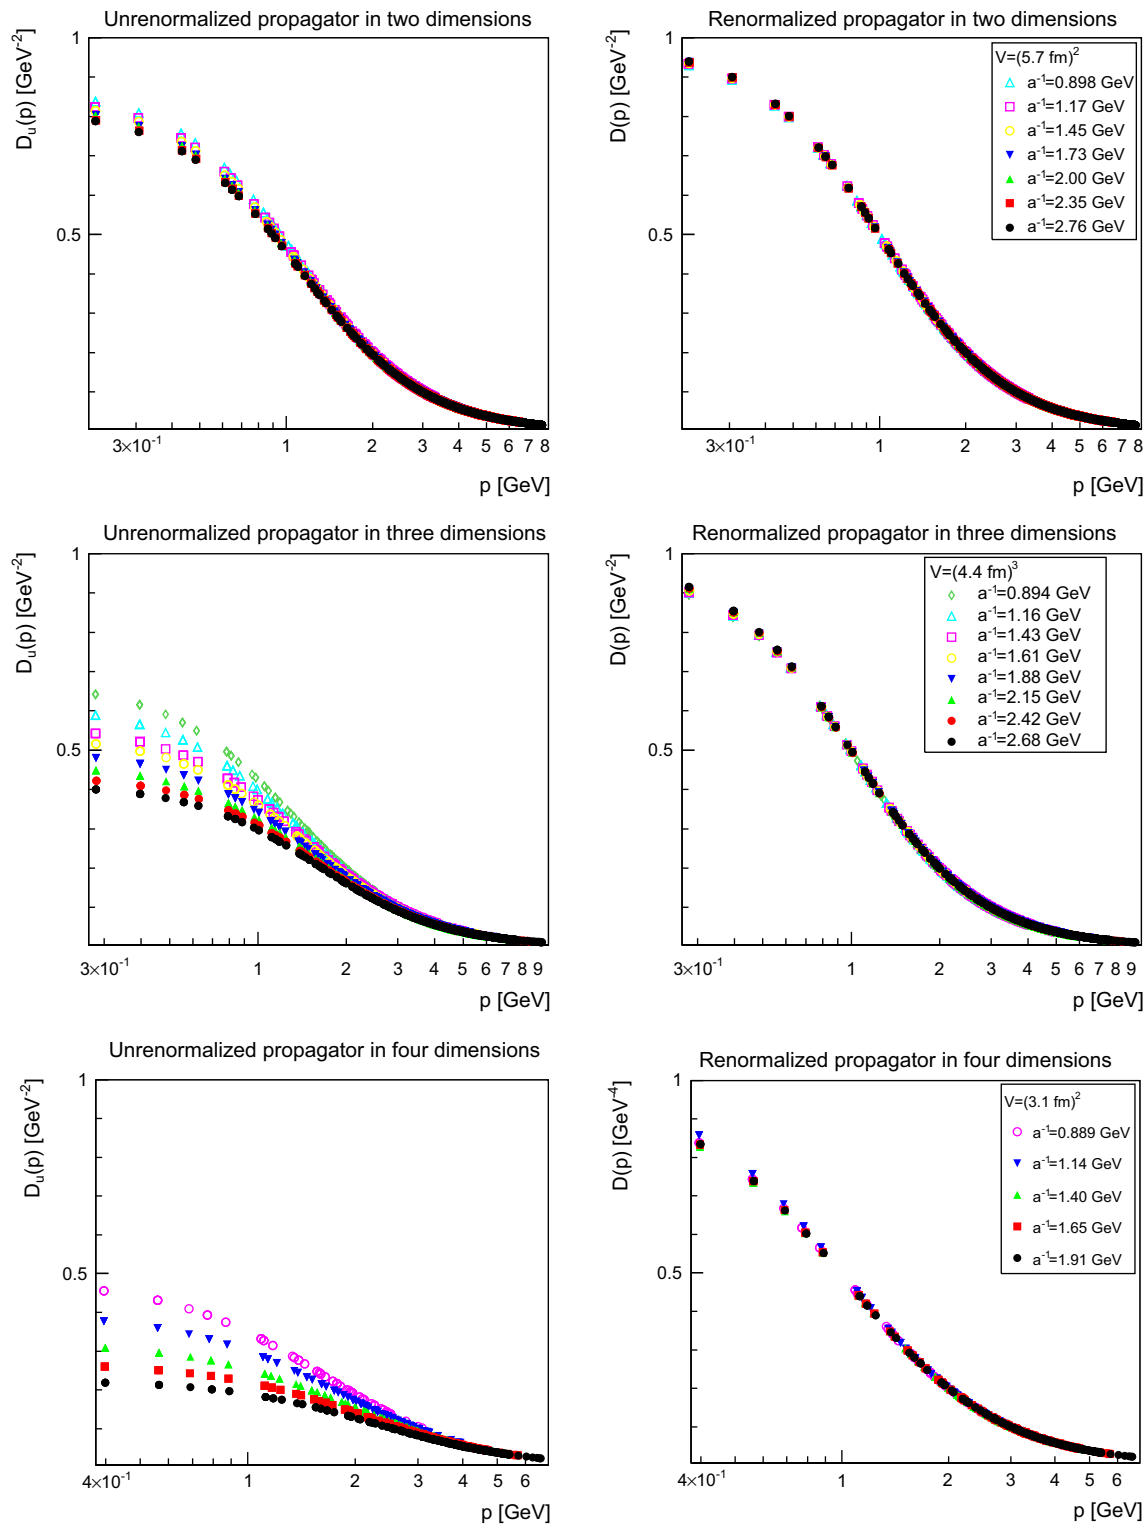 Unrenormalized propagator in two dimensions
D_u(p) [GeV^-2]
1
0.5
3×10^-1 1 2 3 4 5 6 7 8
p [GeV]
Renormalized propagator in two dimensions
D(p) [GeV^-2]
1
0.5
V=(5.7 fm)^2
a^-1=0.898 GeV
a^-1=1.17 GeV
a^-1=1.45 GeV
a^-1=1.73 GeV
a^-1=2.00 GeV
a^-1=2.35 GeV
a^-1=2.76 GeV
3×10^-1 1 2 3 4 5 6 7 8
p [GeV]
Unrenormalized propagator in three dimensions
D_u(p) [GeV^-2]
1
0.5
3×10^-1 1 2 3 4 5 6 7 8 9
p [GeV]
Renormalized propagator in three dimensions
D(p) [GeV^-2]
1
0.5
V=(4.4 fm)^3
a^-1=0.894 GeV
a^-1=1.16 GeV
a^-1=1.43 GeV
a^-1=1.61 GeV
a^-1=1.88 GeV
a^-1=2.15 GeV
a^-1=2.42 GeV
a^-1=2.68 GeV
3×10^-1 1 2 3 4 5 6 7 8 9
p [GeV]
Unrenormalized propagator in four dimensions
D_u(p) [GeV^-2]
1
0.5
4×10^-1 1 2 3 4 5 6
p [GeV]
Renormalized propagator in four dimensions
D(p) [GeV^-4]
1
0.5
V=(3.1 fm)^2
a^-1=0.889 GeV
a^-1=1.14 GeV
a^-1=1.40 GeV
a^-1=1.65 GeV
a^-1=1.91 GeV
4×10^-1 1 2 3 4 5 6
p [GeV]